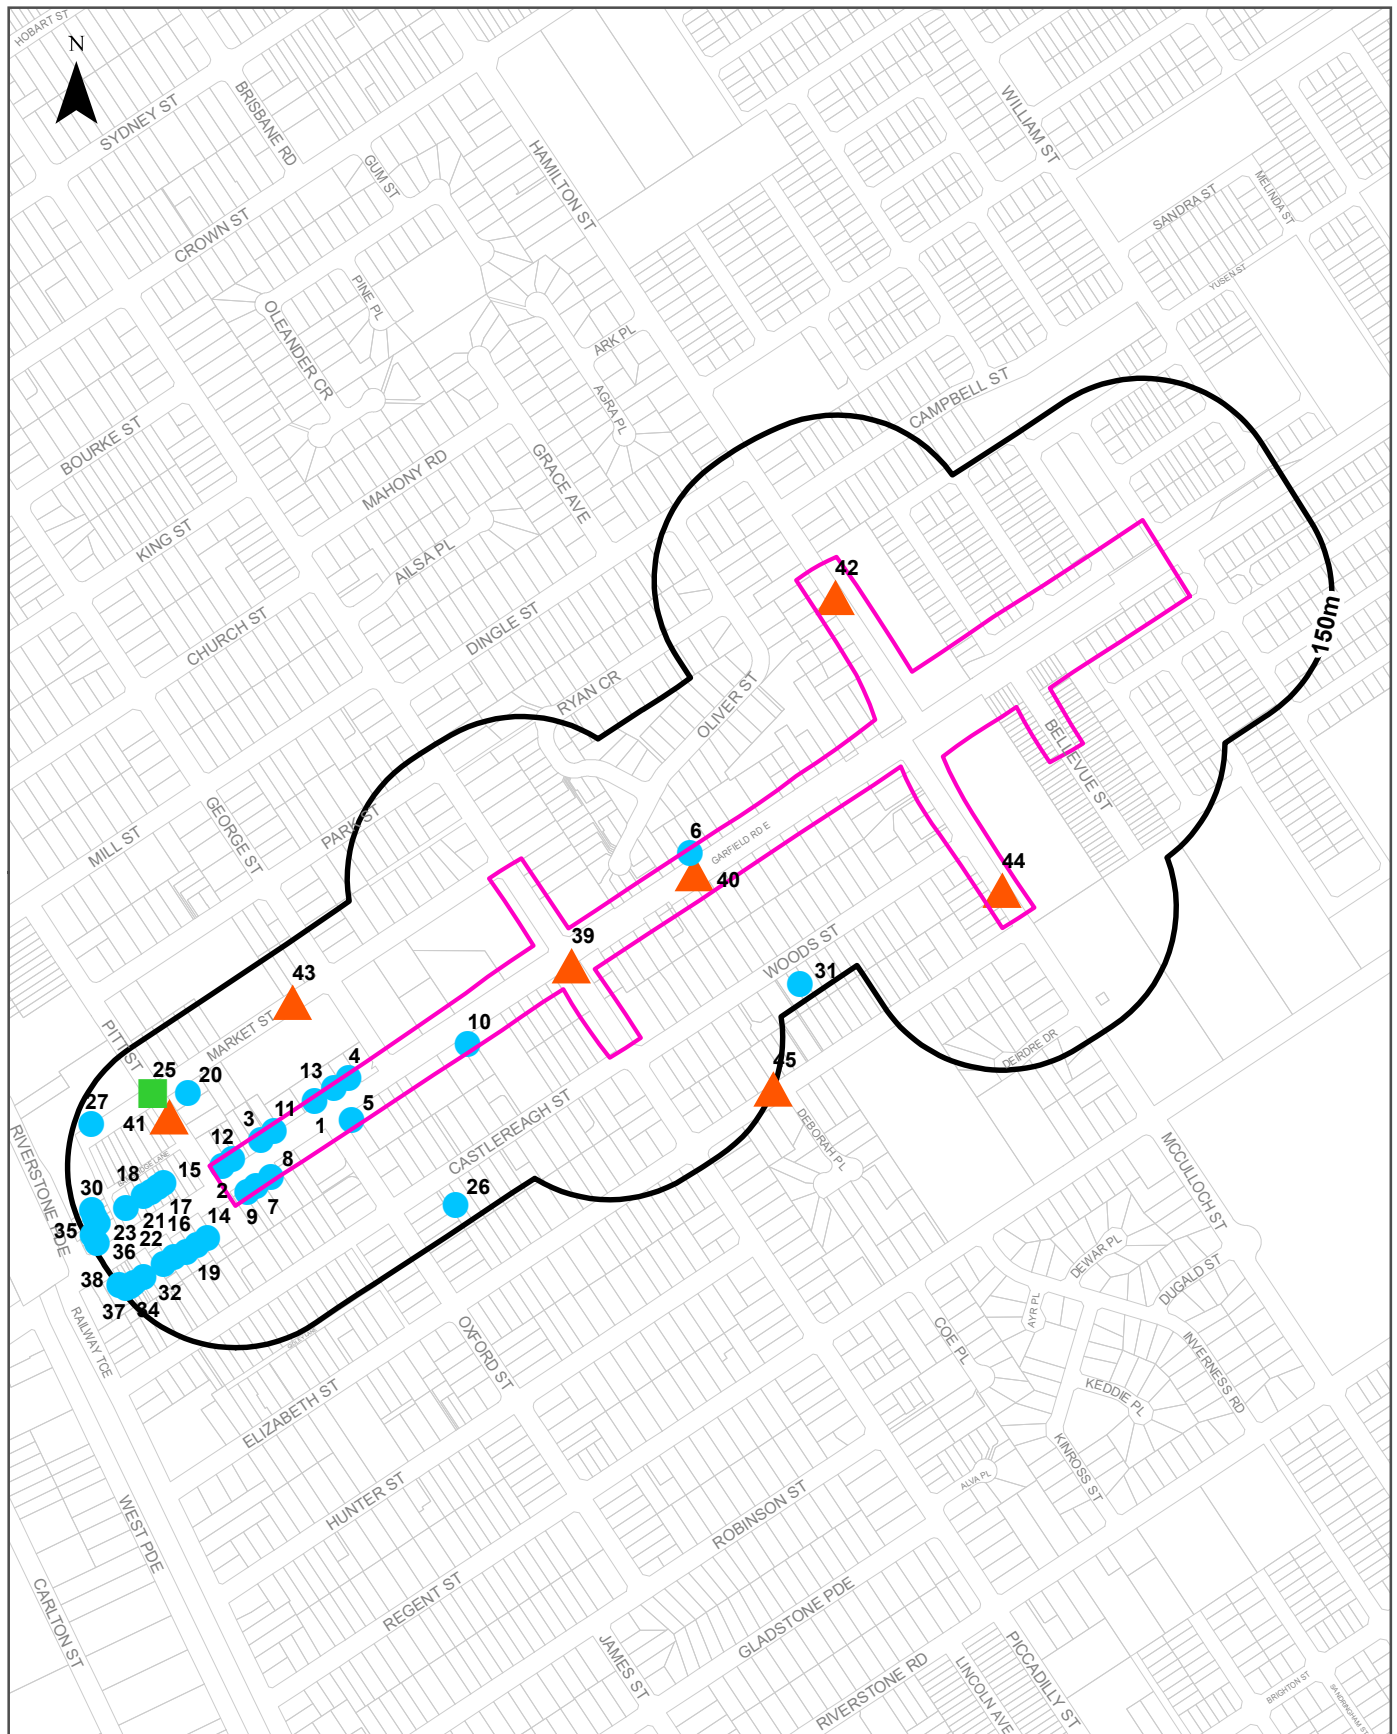 HOBART ST
N
SYDNEY ST
BRISBANE RD
GUM ST
HAMILTON ST
WILLIAM ST
CROWN ST
SANDRA ST
MELINDA ST
YUSEN ST
PINE PL
OLEANDER CR
ARK PL
AGRA PL
CAMPBELL ST
BOURKE ST
MAHONY RD
GRACE AVE
KING ST
AILSA PL
42
CHURCH ST
DINGLE ST
150m
RYAN CR
OLIVER ST
BELLEVUE ST
GEORGE ST
PARK ST
MILL ST
6
GARFIELD RD E
40
44
39
WOODS ST
31
43
PITT ST
MARKET ST
10
DEIRDRE DR
45
25
20
13
4
27
41
3
11
1
5
CASTLEREAGH ST
DEBORAH PL
RIVERSTONE PDE
12
8
18
15
2
7
9
30
17
14
26
MCCULLOCH ST
35
23
21
16
36
22
19
38
32
37
34
RAILWAY TCE
DEWAR PL
DUGALD ST
AYR PL
OXFORD ST
COE PL
INVERNESS RD
ELIZABETH ST
KEDDIE PL
KINROSS ST
ALVA PL
HUNTER ST
ROBINSON ST
WEST PDE
CARLTON ST
REGENT ST
GLADSTONE PDE
JAMES ST
RIVERSTONE RD
LINCOLN AVE
PICCADILLY ST
BRIGHTON ST
SANDRINGHAM ST